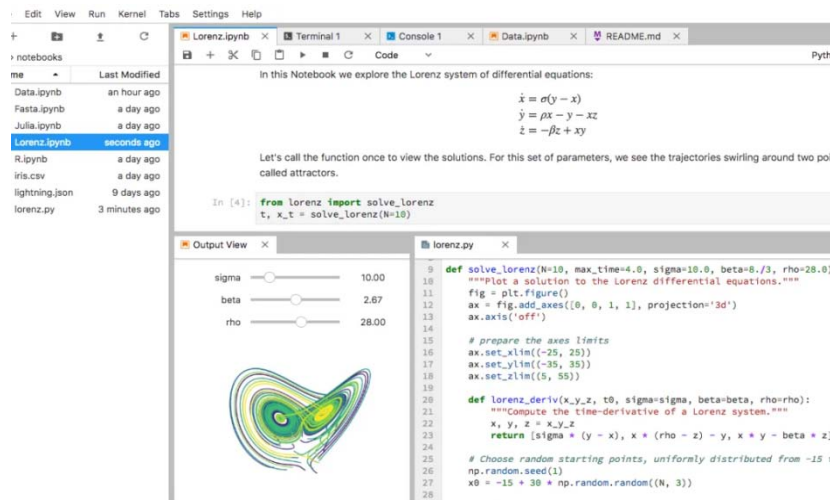 Edit View Run Kernel Tabs Settings Help
Lorenz.ipynb × Terminal 1 × Console 1 × Data.ipynb × README.md ×
notebooks
Code
Last Modified
Data.ipynb an hour ago
Fasta.ipynb a day ago
Julia.ipynb a day ago
Lorenz.ipynb seconds ago
R.ipynb a day ago
iris.csv a day ago
lightning.json 9 days ago
lorenz.py 3 minutes ago
In this Notebook we explore the Lorenz system of differential equations:
ẋ = σ(y − x)
ẏ = ρx − y − xz
ż = −βz + xy
Let's call the function once to view the solutions. For this set of parameters, we see the trajectories swirling around two
called attractors.
In [4]: from lorenz import solve_lorenz
t, x_t = solve_lorenz(N=10)
Output View ×
sigma 10.00
beta 2.67
rho 28.00
lorenz.py ×
9 def solve_lorenz(N=10, max_time=4.0, sigma=10.0, beta=8./3, rho=28.0)
10 """Plot a solution to the Lorenz differential equations."""
11 fig = plt.figure()
12 ax = fig.add_axes([0, 0, 1, 1], projection='3d')
13 ax.axis('off')
14
15 # prepare the axes limits
16 ax.set_xlim((-25, 25))
17 ax.set_ylim((-35, 35))
18 ax.set_zlim((5, 55))
19
20 def lorenz_deriv(x_y_z, t0, sigma=sigma, beta=beta, rho=rho):
21 """Compute the time-derivative of a Lorenz system."""
22 x, y, z = x_y_z
23 return [sigma * (y - x), x * (rho - z) - y, x * y - beta * z]
24
25 # Choose random starting points, uniformly distributed from -15
26 np.random.seed(1)
27 x0 = -15 + 30 * np.random.random((N, 3))
28